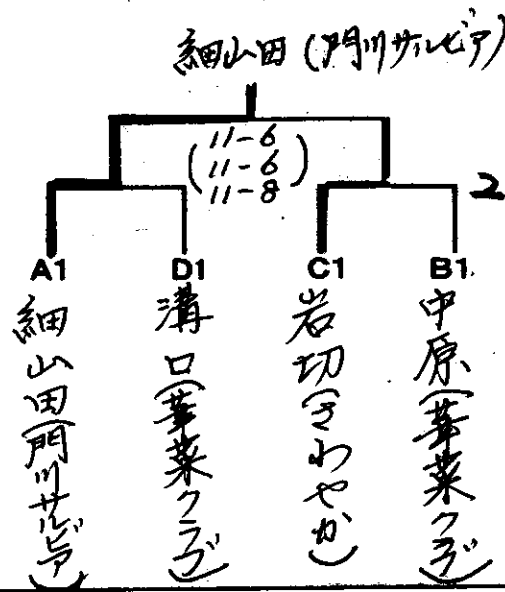 細山田(門川サルビア)
11-6
11-6
11-8
2
A1
D1
C1
B1
細山田(門川サルビア)
溝口(華菜クラブ)
岩切(さわやか)
中原(華菜クラブ)